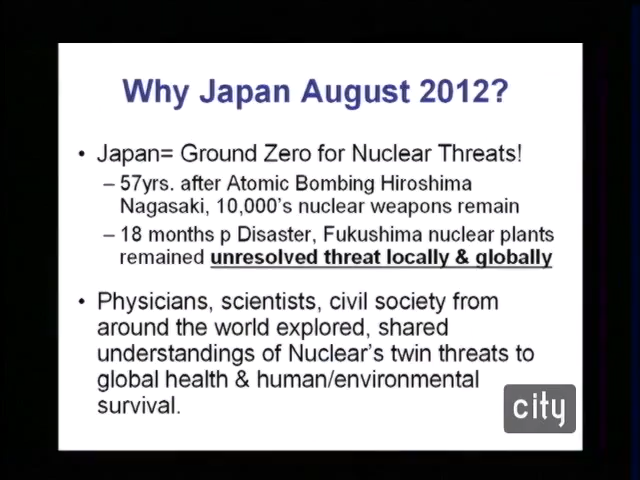 Why Japan August 2012?
• Japan= Ground Zero for Nuclear Threats!
– 57yrs. after Atomic Bombing Hiroshima
Nagasaki, 10,000's nuclear weapons remain
– 18 months p Disaster, Fukushima nuclear plants
remained unresolved threat locally & globally
• Physicians, scientists, civil society from
around the world explored, shared
understandings of Nuclear's twin threats to
global health & human/environmental
survival.
city